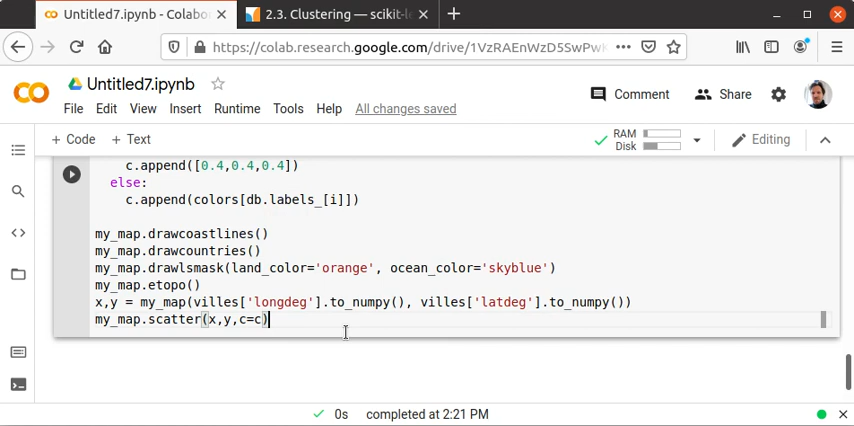 Untitled7.ipynb - Colabo
2.3. Clustering — scikit-le
https://colab.research.google.com/drive/1VzRAEnWzD5SwPwK
Untitled7.ipynb
File Edit View Insert Runtime Tools Help All changes saved
Comment
Share
+ Code + Text
RAM
Disk
Editing
c.append([0.4,0.4,0.4])
else:
c.append(colors[db.labels_[i]])
my_map.drawcoastlines()
my_map.drawcountries()
my_map.drawlsmask(land_color='orange', ocean_color='skyblue')
my_map.etopo()
x,y = my_map(villes['longdeg'].to_numpy(), villes['latdeg'].to_numpy())
my_map.scatter(x,y,c=c)
0s completed at 2:21 PM